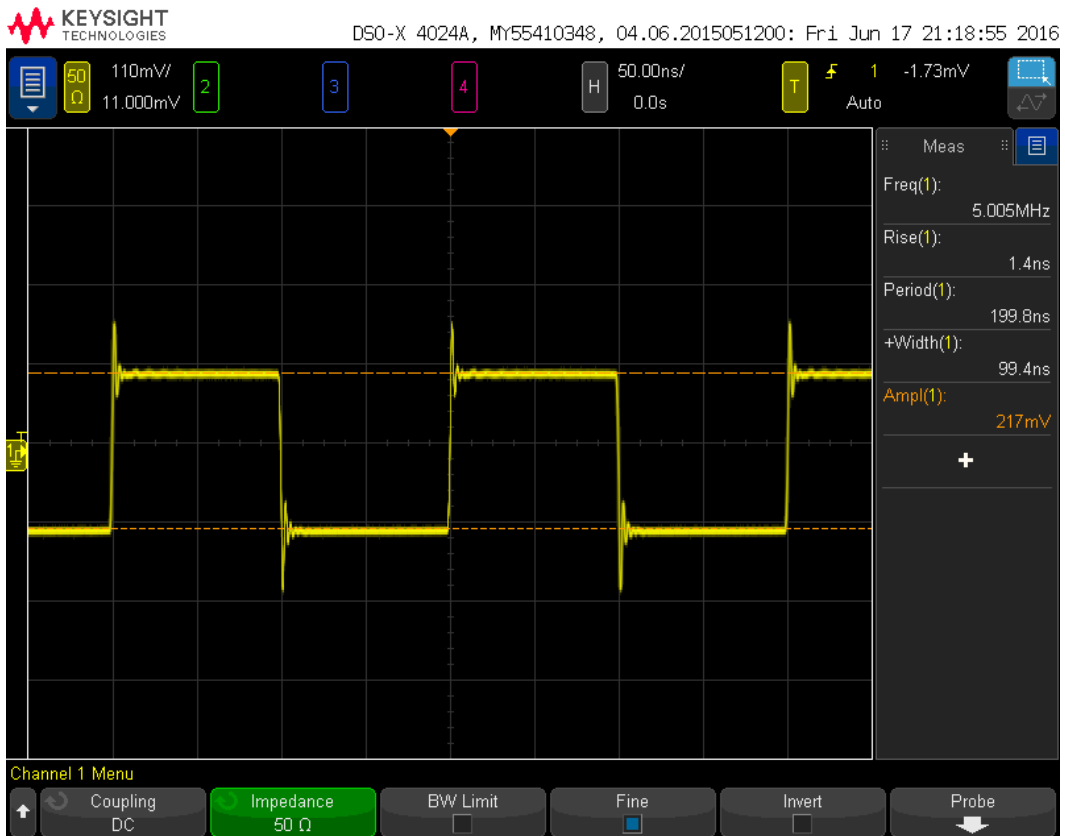 KEYSIGHT
TECHNOLOGIES
DSO-X 4024A, MY55410348, 04.06.2015051200: Fri Jun 17 21:18:55 2016
50 Ω 110mV/ 11.000mV 2 3 4 H 50.00ns/ 0.0s T 1 -1.73mV Auto
Meas
Freq(1):
5.005MHz
Rise(1):
1.4ns
Period(1):
199.8ns
+Width(1):
99.4ns
Ampl(1):
217mV
+
T
1
Channel 1 Menu
Coupling Impedance BW Limit Fine Invert Probe
DC 50 Ω